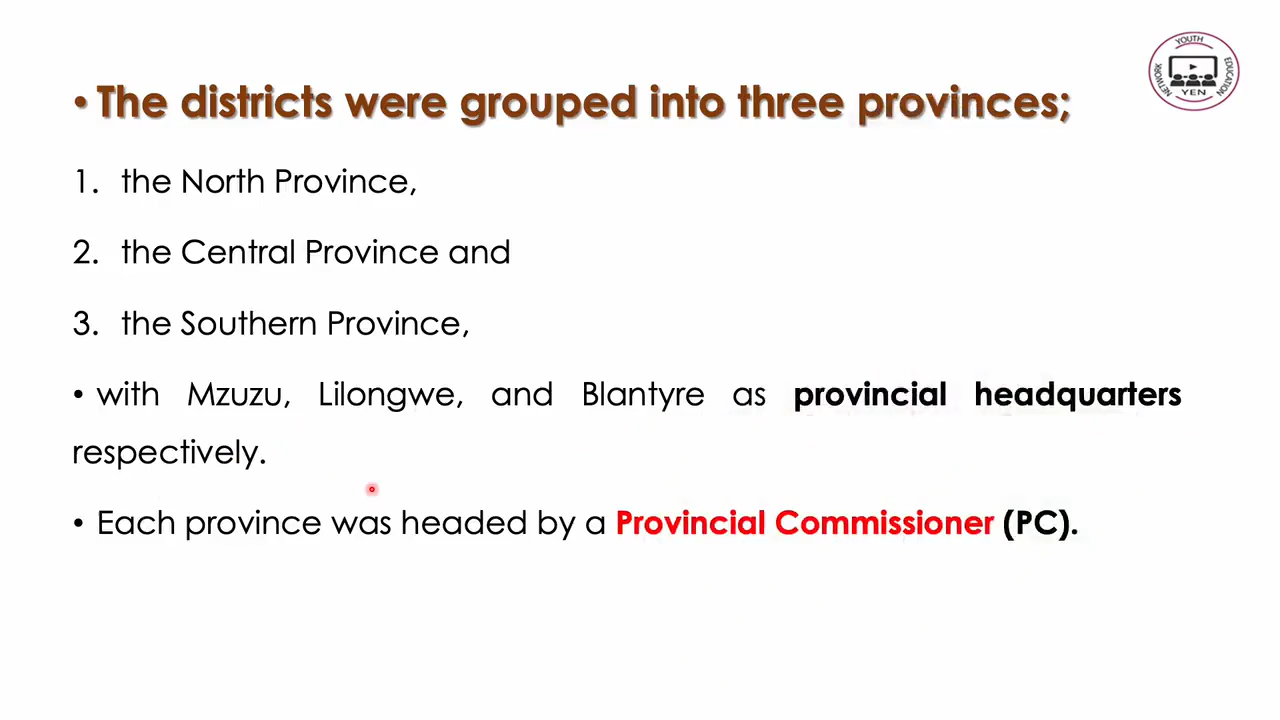 • The districts were grouped into three provinces;
1. the North Province,
2. the Central Province and
3. the Southern Province,
• with Mzuzu, Lilongwe, and Blantyre as provincial headquarters
respectively.
• Each province was headed by a Provincial Commissioner (PC).
YOUTH
EDUCATION
NETWORK
YEN